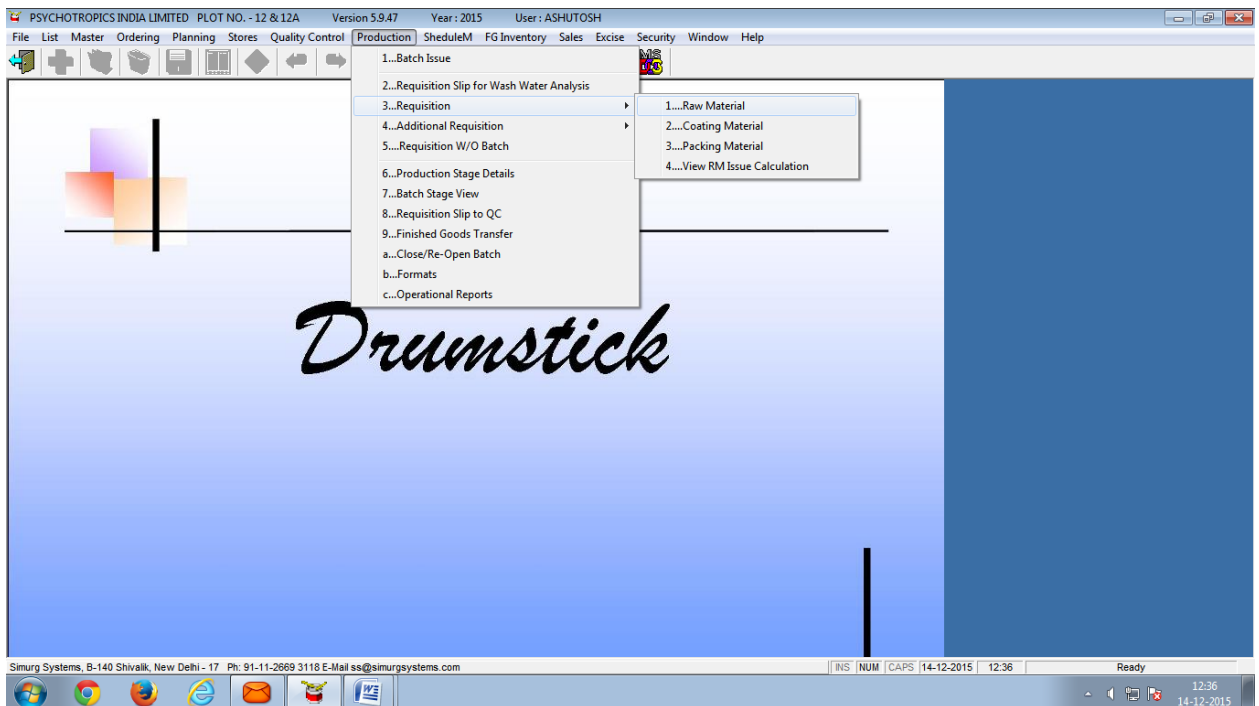 PSYCHOTROPICS INDIA LIMITED PLOT NO. - 12 & 12A Version 5.9.47 Year : 2015 User : ASHUTOSH
File List Master Ordering Planning Stores Quality Control Production SheduleM FG Inventory Sales Excise Security Window Help
1...Batch Issue
2...Requisition Slip for Wash Water Analysis
3...Requisition
4...Additional Requisition
5....Requisition W/O Batch
6...Production Stage Details
7...Batch Stage View
8...Requisition Slip to QC
9...Finished Goods Transfer
a...Close/Re-Open Batch
b...Formats
c...Operational Reports
1....Raw Material
2....Coating Material
3....Packing Material
4....View RM Issue Calculation
Drumstick
Simurg Systems, B-140 Shivalik, New Delhi - 17 Ph: 91-11-2669 3118 E-Mail ss@simurgsystems.com INS NUM CAPS 14-12-2015 12:36 Ready
12:36
14-12-2015